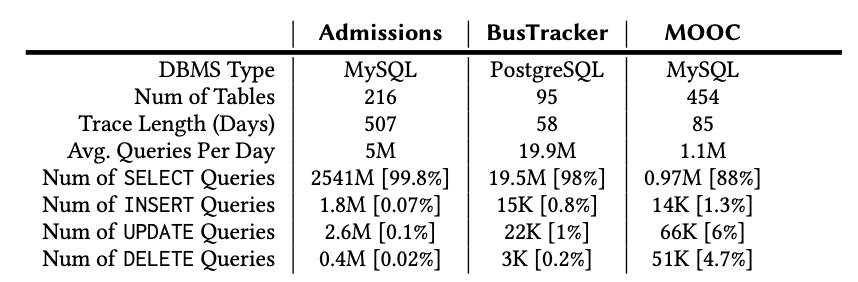 Admissions BusTracker MOOC
DBMS Type MySQL PostgreSQL MySQL
Num of Tables 216 95 454
Trace Length (Days) 507 58 85
Avg. Queries Per Day 5M 19.9M 1.1M
Num of SELECT Queries 2541M [99.8%] 19.5M [98%] 0.97M [88%]
Num of INSERT Queries 1.8M [0.07%] 15K [0.8%] 14K [1.3%]
Num of UPDATE Queries 2.6M [0.1%] 22K [1%] 66K [6%]
Num of DELETE Queries 0.4M [0.02%] 3K [0.2%] 51K [4.7%]